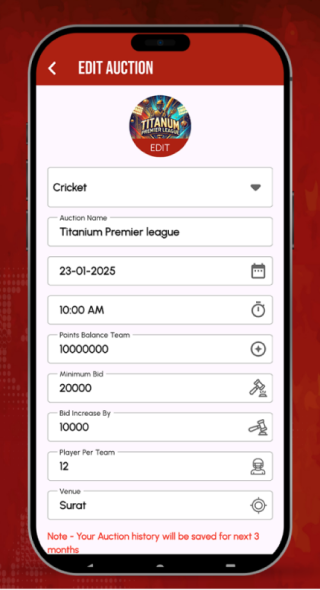 EDIT AUCTION
TITANUM
PREMIER LEAGUE
EDIT
Cricket
Auction Name
Titanium Premier league
23-01-2025
10:00 AM
Points Balance Team
10000000
Minimum Bid
20000
Bid Increase By
10000
Player Per Team
12
Venue
Surat
Note - Your Auction history will be saved for next 3
months